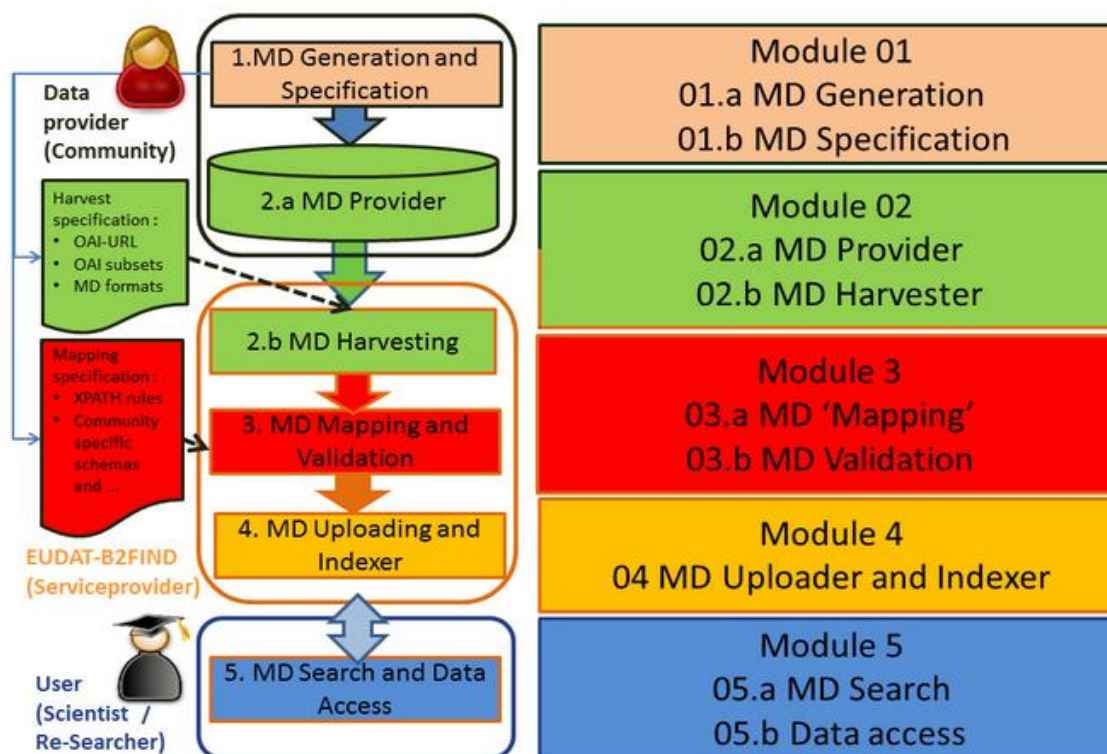 1.MD Generation and
Specification
Data
provider
(Community)
2.a MD Provider
Harvest
specification :
• OAI-URL
• OAI subsets
• MD formats
2.b MD Harvesting
Mapping
specification :
• XPATH rules
• Community
specific
schemas
and ...
3. MD Mapping and
Validation
4. MD Uploading and
Indexer
EUDAT-B2FIND
(Serviceprovider)
5. MD Search and Data
Access
User
(Scientist /
Re-Searcher)
Module 01
01.a MD Generation
01.b MD Specification
Module 02
02.a MD Provider
02.b MD Harvester
Module 3
03.a MD ‘Mapping’
03.b MD Validation
Module 4
04 MD Uploader and Indexer
Module 5
05.a MD Search
05.b Data access